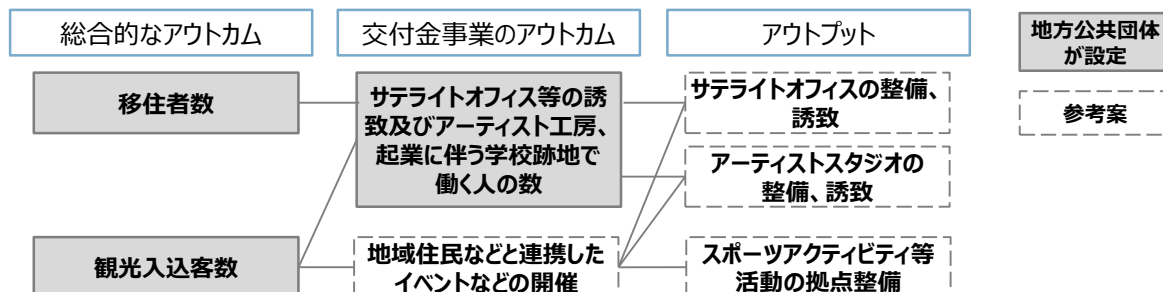 総合的なアウトカム
交付金事業のアウトカム
アウトプット
地方公共団体
が設定
移住者数
サテライトオフィス等の誘
致及びアーティスト工房、
起業に伴う学校跡地で
働く人の数
サテライトオフィスの整備、
誘致
参考案
アーティストスタジオの
整備、誘致
観光入込客数
地域住民などと連携した
イベントなどの開催
スポーツアクティビティ等
活動の拠点整備